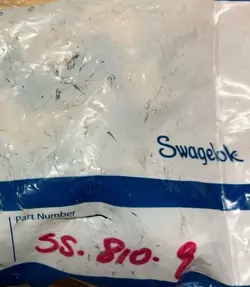 Swagelok
Part Number
SS. 810. 9